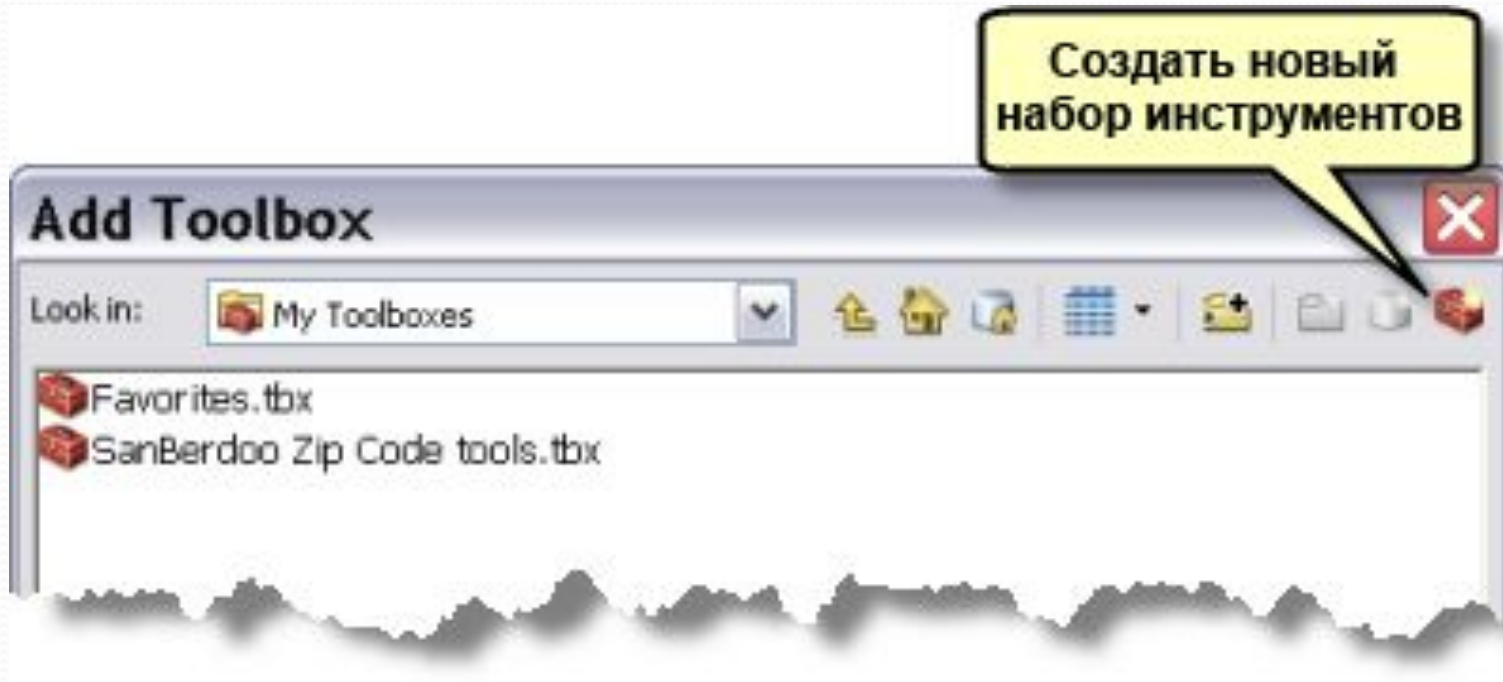 Создать новый
набор инструментов
Add Toolbox
Look in:
My Toolboxes
Favorites.tbx
SanBerdoo Zip Code tools.tbx